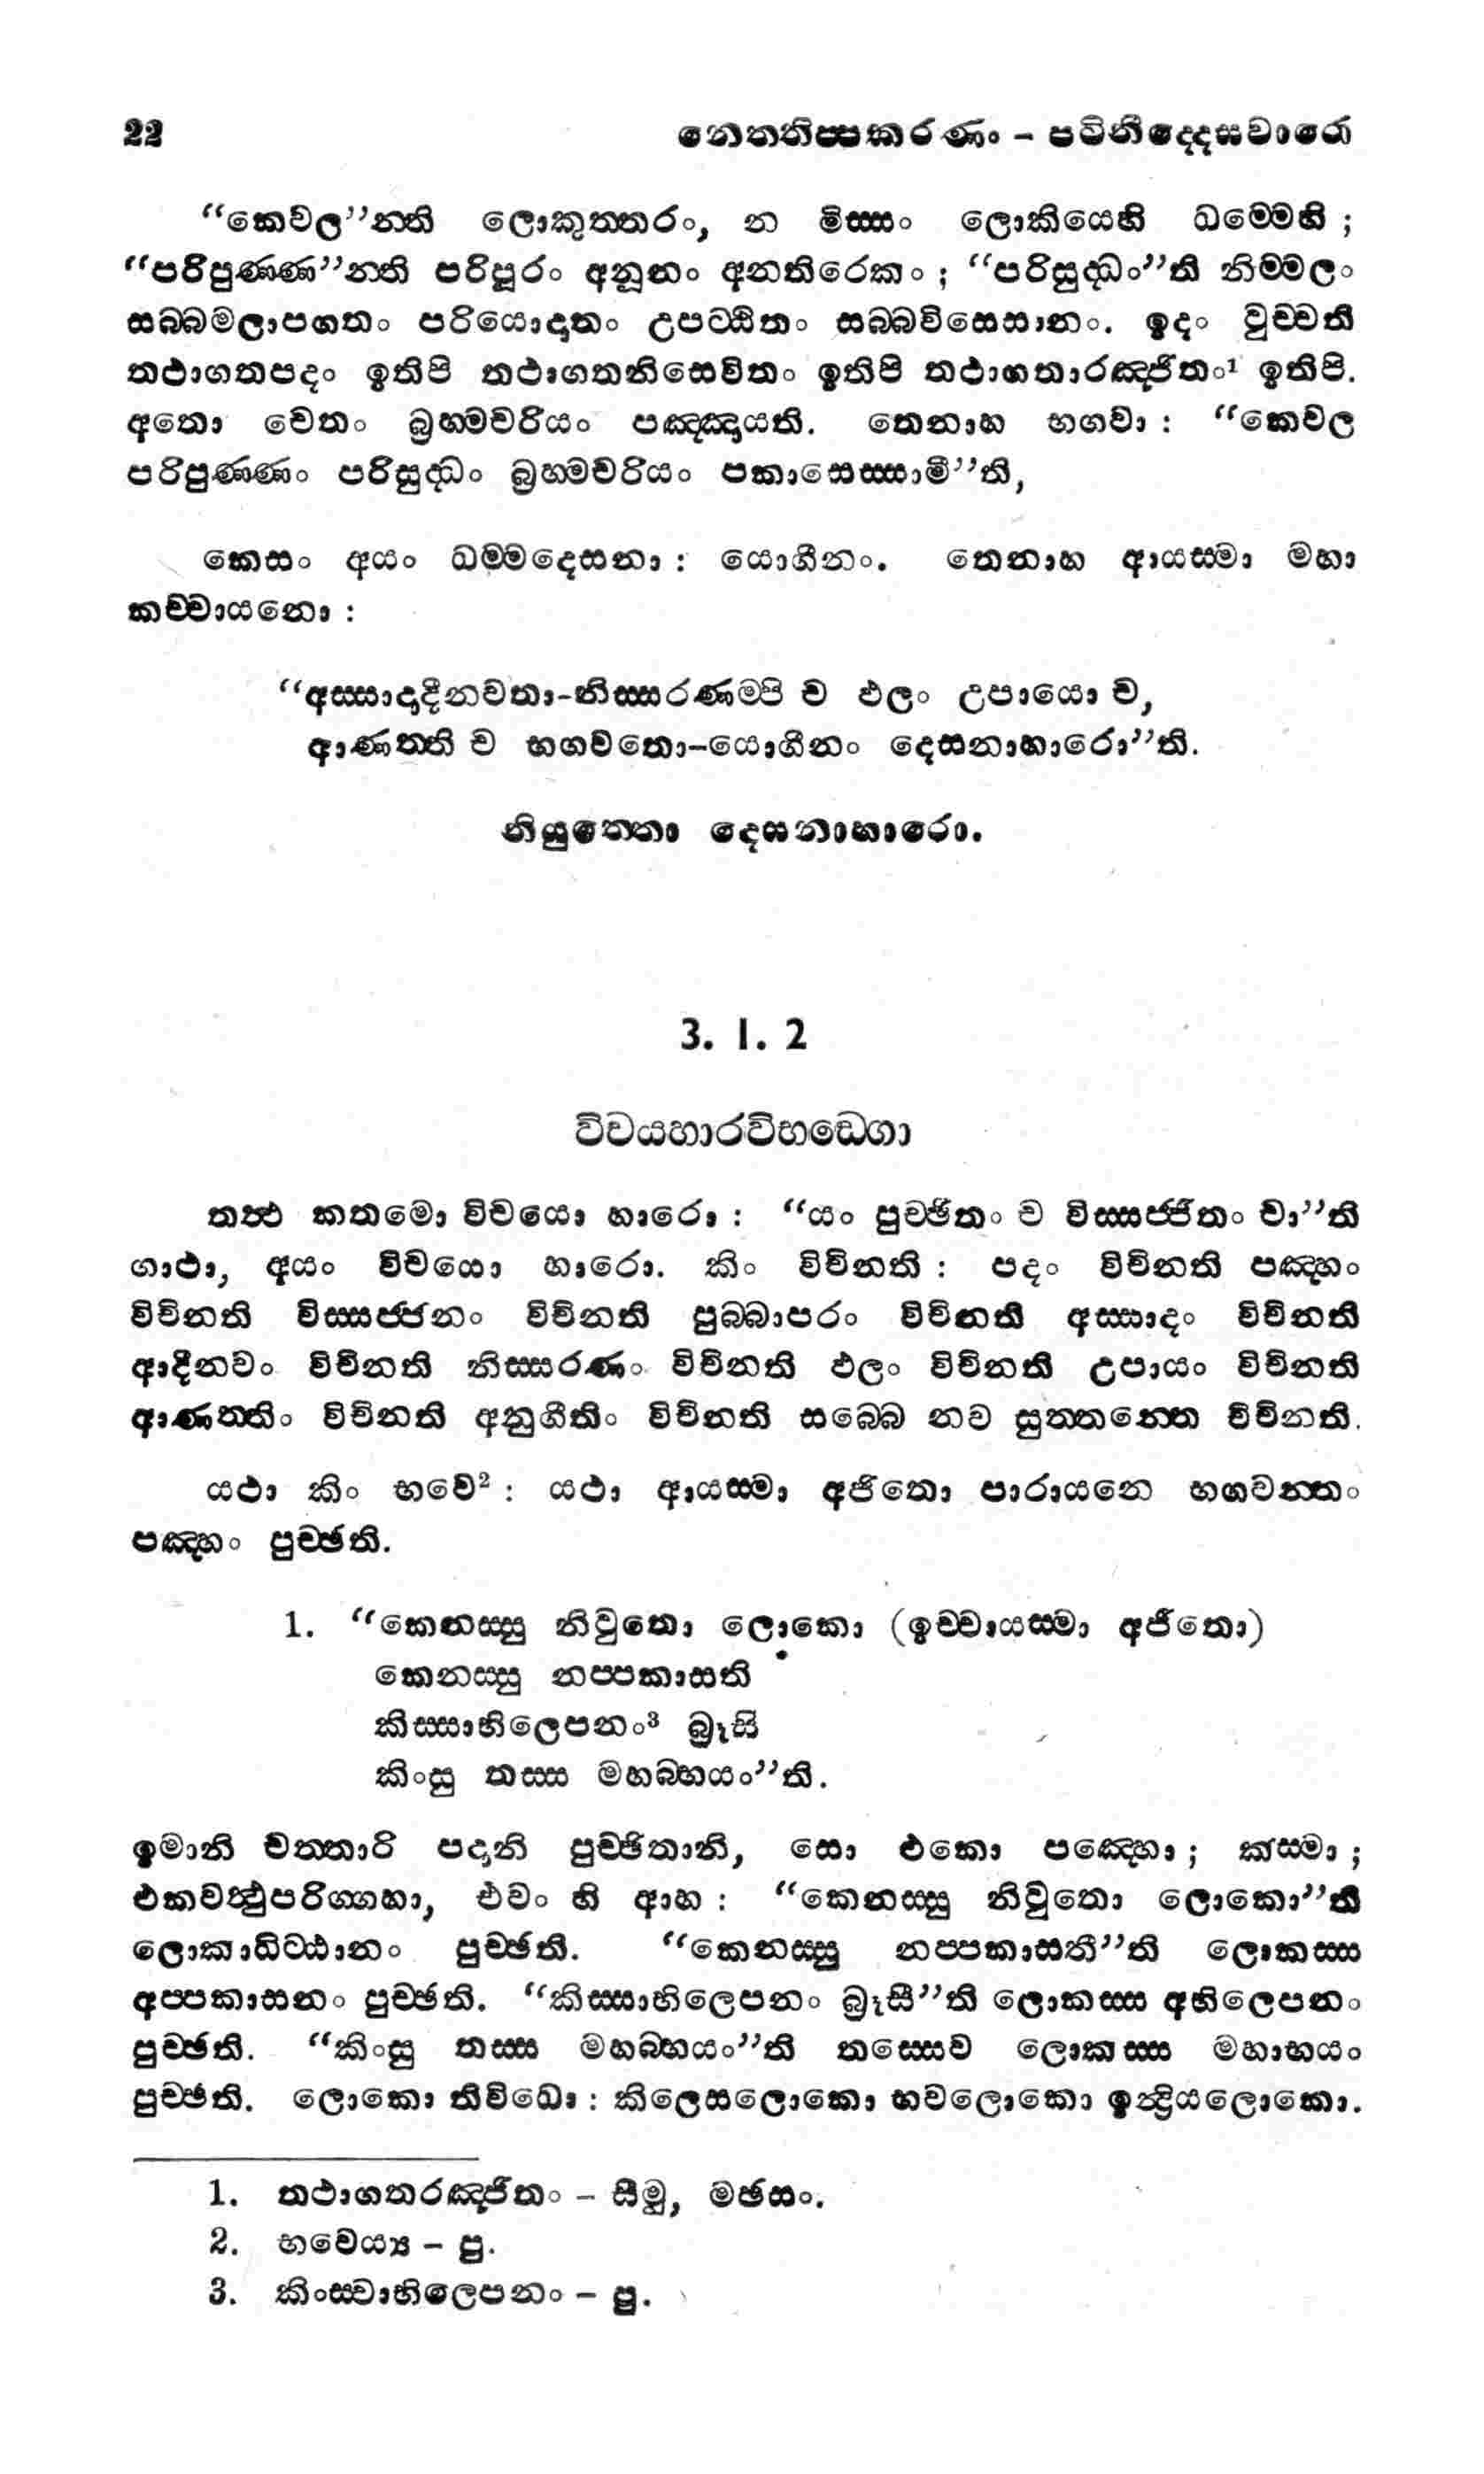 22 නෙත්තිප්පකරණං – පටිනිද්දෙසවාරො
“කෙවල”න්ති ලොකුත්තරං, න මිස්සං ලොකියෙහි ධම්මෙහි ;
“පරිපුණ්ණ”න්ති පරිපූරං අනූනං අනතිරෙකං ; “පරිසුද්ධං”ති නිම්මලං
සබ්බමලාපගතං පරියොදාතං උපට්ඨිතං සබ්බවිසෙසානං. ඉදං වුච්චති
තථාගතපදං ඉතිපි තථාගතනිසෙවිතං ඉතිපි තථාගතාරඤ්ජිතං¹ ඉතිපි.
අතො චෙතං බ්‍රහ්මචරියං පඤ්ඤායති. තෙනාහ භගවා : “කෙවල
පරිපුණ්ණං පරිසුද්ධං බ්‍රහ්මචරියං පකාසෙස්සාමී”ති,
කෙසං අයං ධම්මදෙසනා : යොගීනං. තෙනාහ ආයස්මා මහා
කච්චායනො :
“අස්සාදාදීනවතා-නිස්සරණම්පි ච ඵලං උපායො ච,
ආණත්ති ච භගවතො-යොගීනං දෙසනාහාරො”ති.
නියුත්තො දෙසනාහාරො.
3. 1. 2
විචයහාරවිභඞ්ගො
තත්‍ථ කතමො විචයො හාරො : “යං පුච්ඡිතං ච විස්සජ්ජිතං චා”ති
ගාථා, අයං විචයො හාරො. කිං විචිනති : පදං විචිනති පඤ්හං
විචිනති විස්සජ්ජනං විචිනති පුබ්බාපරං විචිනති අස්සාදං විචිනති
ආදීනවං විචිනති නිස්සරණං විචිනති ඵලං විචිනති උපායං විචිනති
ආණත්තිං විචිනති අනුගීතිං විචිනති සබ්බෙ නව සුත්තන්තෙ විචිනති.
යථා කිං භවෙ² : යථා ආයස්මා අජිතො පාරායනෙ භගවන්තං
පඤ්හං පුච්ඡති.
1. “කෙනස්සු නිවුතො ලොකො (ඉච්චායස්මා අජිතො)
කෙනස්සු නප්පකාසති
කිස්සාභිලෙපනං³ බ්‍රූසි
කිංසු තස්ස මහබ්භයං”ති.
ඉමානි චත්තාරි පදානි පුච්ඡිතානි, සො එකො පඤ්හො ; කස්මා ;
එකවත්‍ථුපරිග්ගහා, එවං හි ආහ : “කෙනස්සු නිවුතො ලොකො”ති
ලොකාධිට්ඨානං පුච්ඡති. “කෙනස්සු නප්පකාසතී”ති ලොකස්ස
අප්පකාසනං පුච්ඡති. “කිස්සාභිලෙපනං බ්‍රූසී”ති ලොකස්ස අභිලෙපනං
පුච්ඡති. “කිංසු තස්ස මහබ්භයං”ති තස්සෙව ලොකස්ස මහාභයං
පුච්ඡති. ලොකො තිවිධො : කිලෙසලොකො භවලොකො ඉන්‍ද්‍රියලොකො.
1. තථාගතරඤ්ජිතං – සීමු, මඡසං.
2. භවෙය්‍ය – පු.
3. කිංස්වාභිලෙපනං – පු.